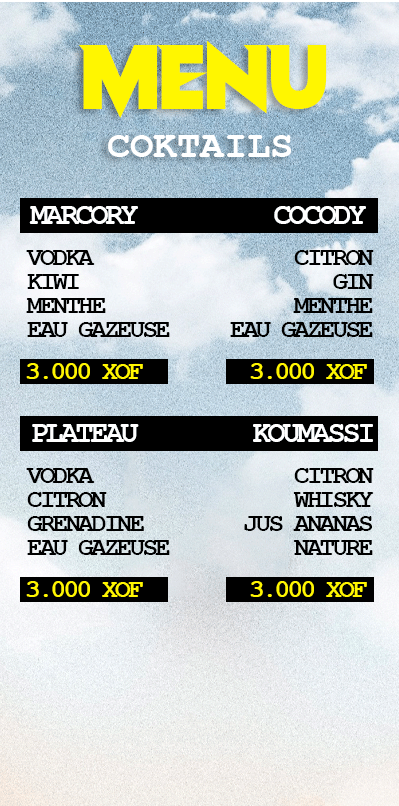 MENU
COKTAILS
MARCORY COCODY
VODKA CITRON
KIWI GIN
MENTHE MENTHE
EAU GAZEUSE EAU GAZEUSE
3.000 XOF 3.000 XOF
PLATEAU KOUMASSI
VODKA CITRON
CITRON WHISKY
GRENADINE JUS ANANAS
EAU GAZEUSE NATURE
3.000 XOF 3.000 XOF